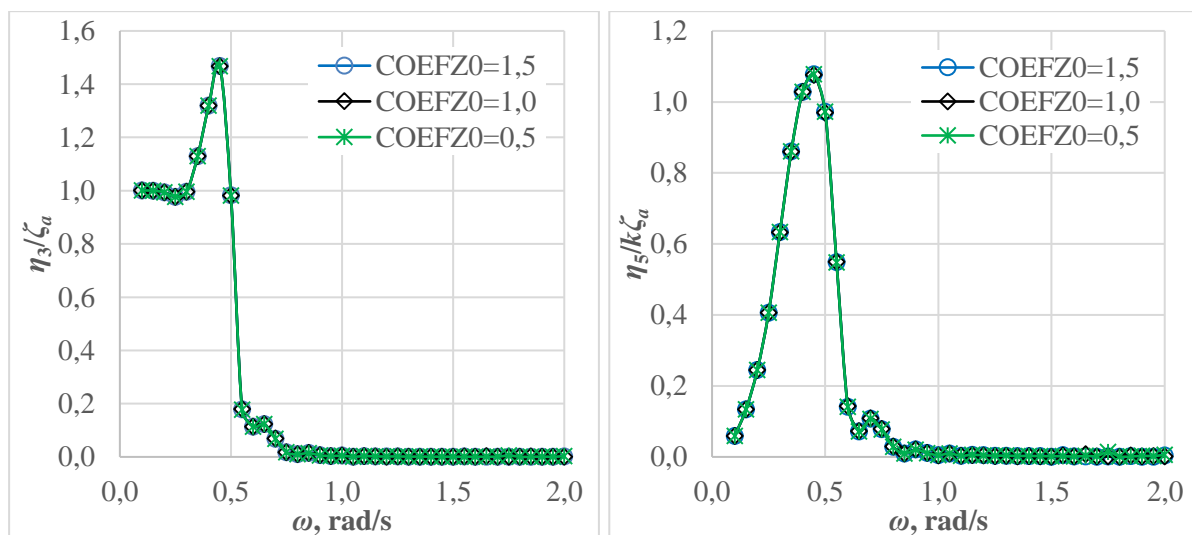 1,6
1,4
1,2
1,0
0,8
0,6
0,4
0,2
0,0
η3/ζa
COEFZ0=1,5
COEFZ0=1,0
COEFZ0=0,5
0,0 0,5 1,0 1,5 2,0
ω, rad/s
1,2
1,0
0,8
0,6
0,4
0,2
0,0
η5/kζa
COEFZ0=1,5
COEFZ0=1,0
COEFZ0=0,5
0,0 0,5 1,0 1,5 2,0
ω, rad/s